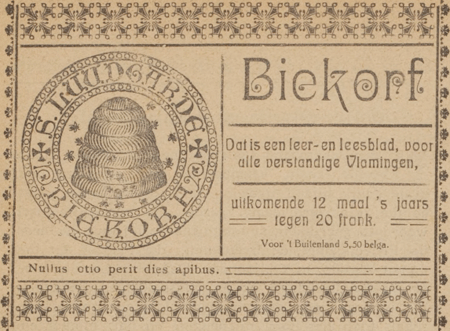 S. LUUDGARDE
BIEKORF
Biekorf
Dat is een leer- en leesblad, voor
alle verstandige Vlamingen,
uitkomende 12 maal 's jaars
tegen 20 frank.
Voor 't Buitenland 5,50 belga.
Nullus otio perit dies apibus.